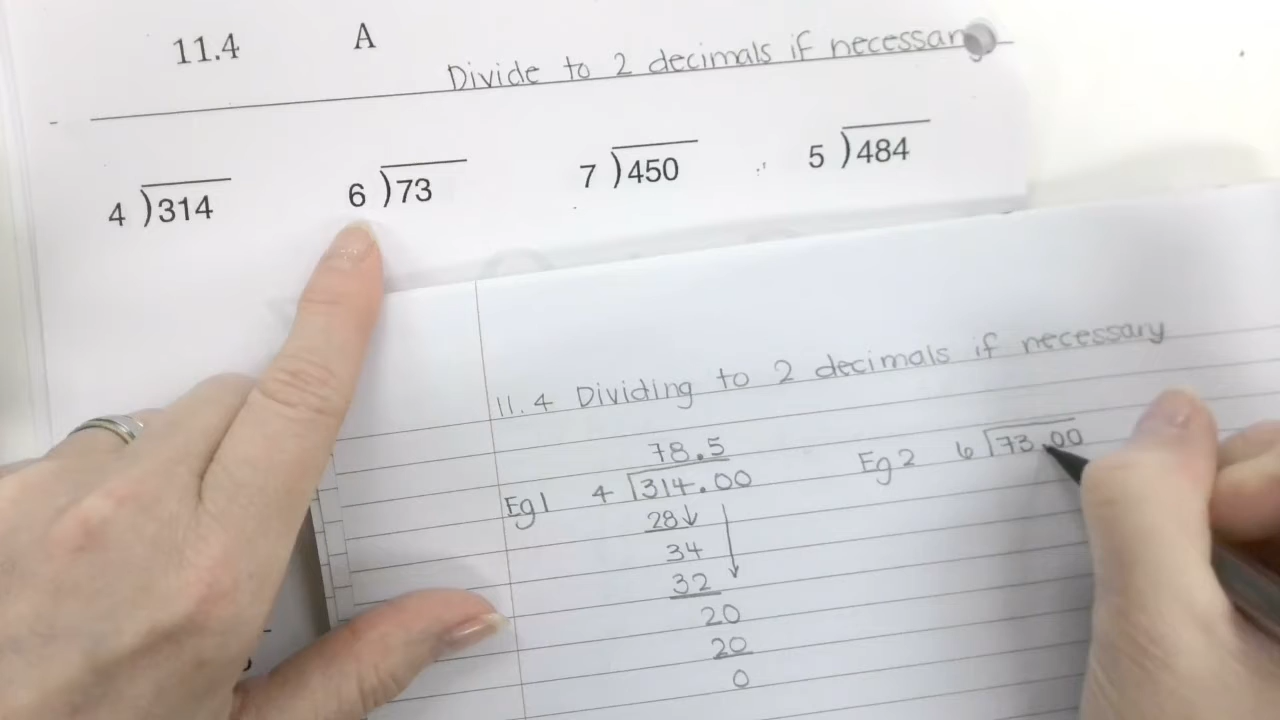 11.4 A
Divide to 2 decimals if necessary
4 )314 6 )73 7 )450 5 )484
11.4 Dividing to 2 decimals if necessary
78.5
Eg1 4 )314.00 Eg2 6 )73.00
28↓
34
32
20
20
0